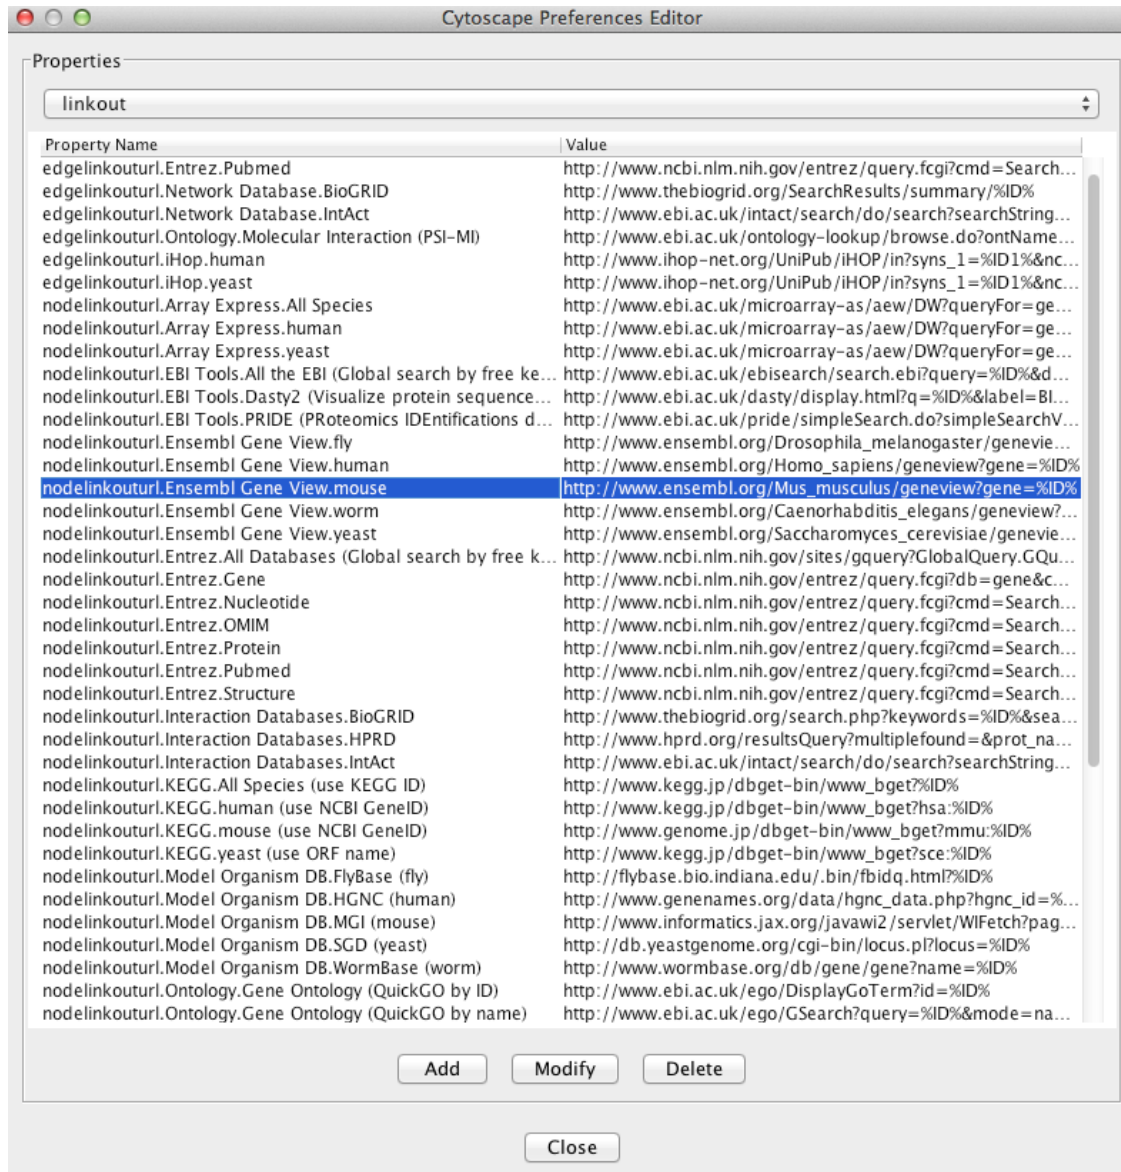 Cytoscape Preferences Editor
Properties
linkout
Property Name Value
edgelinkouturl.Entrez.Pubmed http://www.ncbi.nlm.nih.gov/entrez/query.fcgi?cmd=Search...
edgelinkouturl.Network Database.BioGRID http://www.thebiogrid.org/SearchResults/summary/%ID%
edgelinkouturl.Network Database.IntAct http://www.ebi.ac.uk/intact/search/do/search?searchString...
edgelinkouturl.Ontology.Molecular Interaction (PSI-MI) http://www.ebi.ac.uk/ontology-lookup/browse.do?ontName...
edgelinkouturl.iHop.human http://www.ihop-net.org/UniPub/iHOP/in?syns_1=%ID1%&nc...
edgelinkouturl.iHop.yeast http://www.ihop-net.org/UniPub/iHOP/in?syns_1=%ID1%&nc...
nodelinkouturl.Array Express.All Species http://www.ebi.ac.uk/microarray-as/aew/DW?queryFor=ge...
nodelinkouturl.Array Express.human http://www.ebi.ac.uk/microarray-as/aew/DW?queryFor=ge...
nodelinkouturl.Array Express.yeast http://www.ebi.ac.uk/microarray-as/aew/DW?queryFor=ge...
nodelinkouturl.EBI Tools.All the EBI (Global search by free ke... http://www.ebi.ac.uk/ebisearch/search.ebi?query=%ID%&d...
nodelinkouturl.EBI Tools.Dasty2 (Visualize protein sequence... http://www.ebi.ac.uk/dasty/display.html?q=%ID%&label=BI...
nodelinkouturl.EBI Tools.PRIDE (PRoteomics IDEntifications d... http://www.ebi.ac.uk/pride/simpleSearch.do?simpleSearchV...
nodelinkouturl.Ensembl Gene View.fly http://www.ensembl.org/Drosophila_melanogaster/genevie...
nodelinkouturl.Ensembl Gene View.human http://www.ensembl.org/Homo_sapiens/geneview?gene=%ID%
nodelinkouturl.Ensembl Gene View.mouse http://www.ensembl.org/Mus_musculus/geneview?gene=%ID%
nodelinkouturl.Ensembl Gene View.worm http://www.ensembl.org/Caenorhabditis_elegans/geneview?...
nodelinkouturl.Ensembl Gene View.yeast http://www.ensembl.org/Saccharomyces_cerevisiae/genevie...
nodelinkouturl.Entrez.All Databases (Global search by free k... http://www.ncbi.nlm.nih.gov/sites/gquery?GlobalQuery.GQu...
nodelinkouturl.Entrez.Gene http://www.ncbi.nlm.nih.gov/entrez/query.fcgi?db=gene&c...
nodelinkouturl.Entrez.Nucleotide http://www.ncbi.nlm.nih.gov/entrez/query.fcgi?cmd=Search...
nodelinkouturl.Entrez.OMIM http://www.ncbi.nlm.nih.gov/entrez/query.fcgi?cmd=Search...
nodelinkouturl.Entrez.Protein http://www.ncbi.nlm.nih.gov/entrez/query.fcgi?cmd=Search...
nodelinkouturl.Entrez.Pubmed http://www.ncbi.nlm.nih.gov/entrez/query.fcgi?cmd=Search...
nodelinkouturl.Entrez.Structure http://www.ncbi.nlm.nih.gov/entrez/query.fcgi?cmd=Search...
nodelinkouturl.Interaction Databases.BioGRID http://www.thebiogrid.org/search.php?keywords=%ID%&sea...
nodelinkouturl.Interaction Databases.HPRD http://www.hprd.org/resultsQuery?multiplefound=&prot_na...
nodelinkouturl.Interaction Databases.IntAct http://www.ebi.ac.uk/intact/search/do/search?searchString...
nodelinkouturl.KEGG.All Species (use KEGG ID) http://www.kegg.jp/dbget-bin/www_bget?%ID%
nodelinkouturl.KEGG.human (use NCBI GeneID) http://www.kegg.jp/dbget-bin/www_bget?hsa:%ID%
nodelinkouturl.KEGG.mouse (use NCBI GeneID) http://www.genome.jp/dbget-bin/www_bget?mmu:%ID%
nodelinkouturl.KEGG.yeast (use ORF name) http://www.kegg.jp/dbget-bin/www_bget?sce:%ID%
nodelinkouturl.Model Organism DB.FlyBase (fly) http://flybase.bio.indiana.edu/.bin/fbidq.html?%ID%
nodelinkouturl.Model Organism DB.HGNC (human) http://www.genenames.org/data/hgnc_data.php?hgnc_id=%...
nodelinkouturl.Model Organism DB.MGI (mouse) http://www.informatics.jax.org/javawi2/servlet/WIFetch?pag...
nodelinkouturl.Model Organism DB.SGD (yeast) http://db.yeastgenome.org/cgi-bin/locus.pl?locus=%ID%
nodelinkouturl.Model Organism DB.WormBase (worm) http://www.wormbase.org/db/gene/gene?name=%ID%
nodelinkouturl.Ontology.Gene Ontology (QuickGO by ID) http://www.ebi.ac.uk/ego/DisplayGoTerm?id=%ID%
nodelinkouturl.Ontology.Gene Ontology (QuickGO by name) http://www.ebi.ac.uk/ego/GSearch?query=%ID%&mode=na...
Add Modify Delete
Close